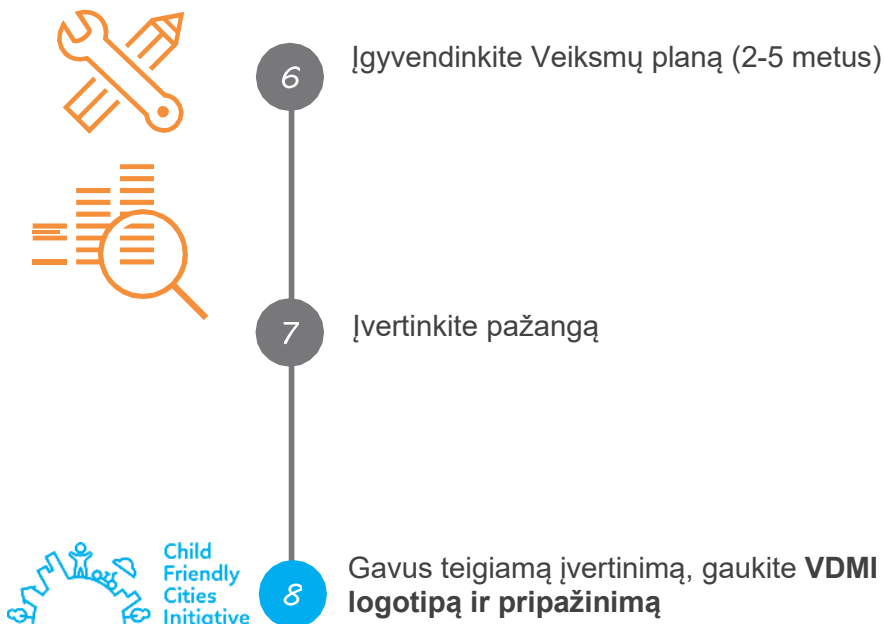 6
Įgyvendinkite Veiksmų planą (2-5 metus)
7
Įvertinkite pažangą
Child
Friendly
Cities
Initiative
8
Gavus teigiamą įvertinimą, gaukite VDMI
logotipą ir pripažinimą